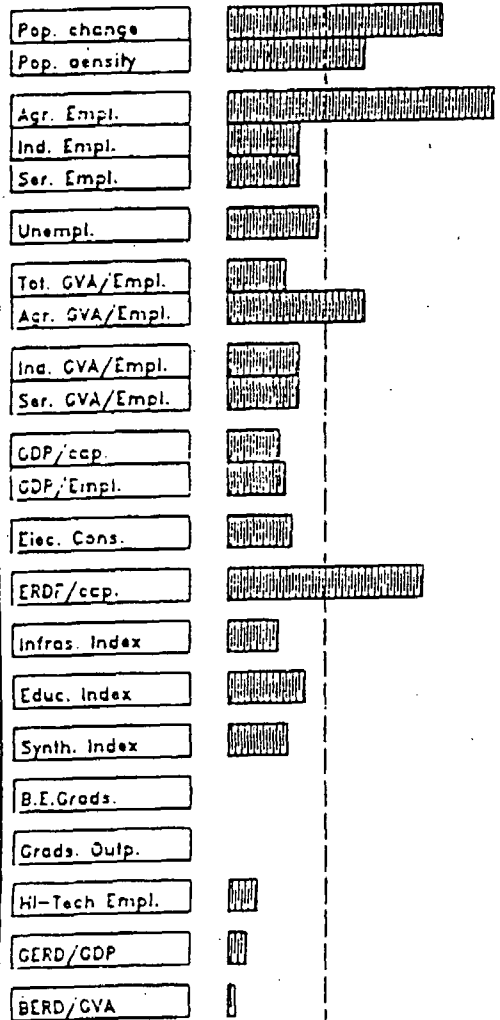 Pop. change
Pop. density
Agr. Empl.
Ind. Empl.
Ser. Empl.
Unempl.
Tot. GVA/Empl.
Agr. GVA/Empl.
Ind. GVA/Empl.
Ser. GVA/Empl.
GDP/cap.
GDP/Empl.
Elec. Cons.
ERDF/cap.
Infras. Index
Educ. Index
Synth. Index
B.E.Grads.
Grads. Outp.
Hi-Tech Empl.
GERD/GDP
BERD/GVA